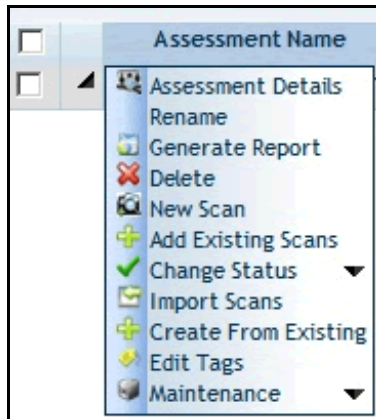 Assessment Name
Assessment Details
Rename
Generate Report
Delete
New Scan
Add Existing Scans
Change Status
Import Scans
Create From Existing
Edit Tags
Maintenance